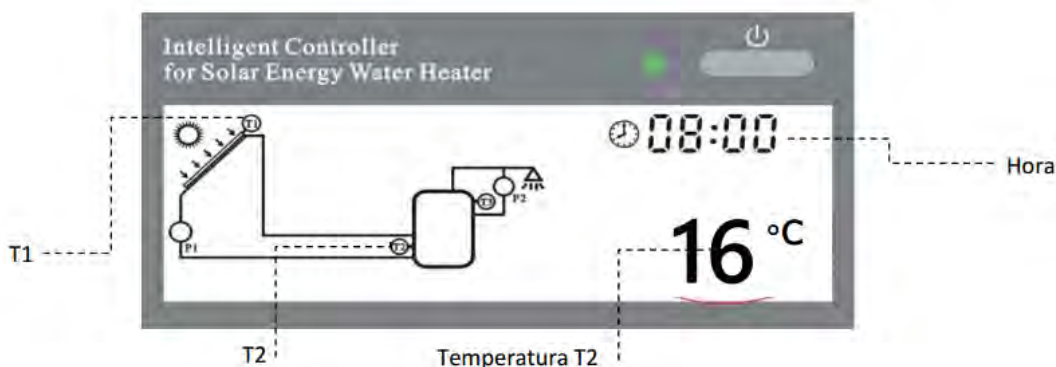 Intelligent Controller
for Solar Energy Water Heater
T1
08:00
Hora
P2
T3
16 °C
T1
P1
T2
T2
Temperatura T2